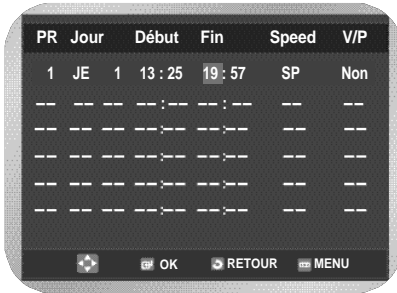 PR Jour Début Fin Speed V/P
1 JE 1 13 : 25 19 : 57 SP Non
-- -- -- --:-- -- : -- -- --
-- -- -- --:-- --:-- -- --
-- -- -- --:-- --:-- -- --
-- -- -- --:-- --:-- -- --
-- -- -- --:-- --:-- -- --
OK RETOUR MENU